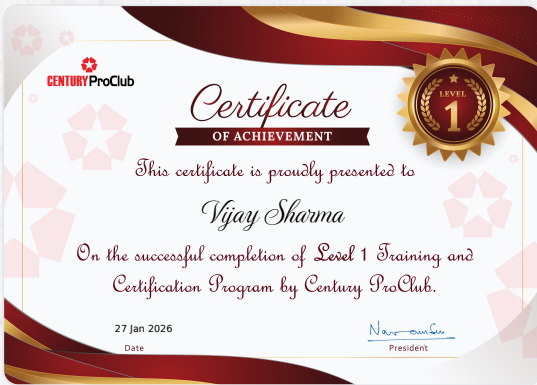 CENTURY ProClub
Certificate
OF ACHIEVEMENT
LEVEL
1
This certificate is proudly presented to
Vijay Sharma
On the successful completion of Level 1 Training and
Certification Program by Century ProClub.
27 Jan 2026
Date
President